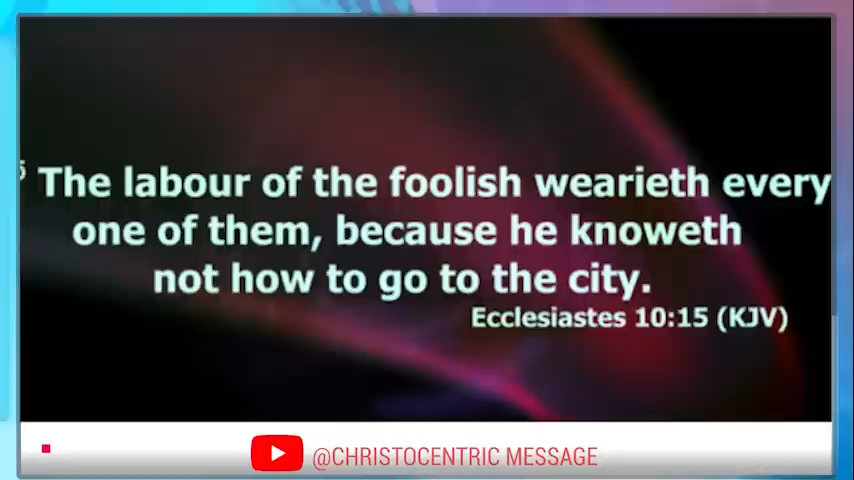 The labour of the foolish wearieth every
one of them, because he knoweth
not how to go to the city.
Ecclesiastes 10:15 (KJV)
@CHRISTOCENTRIC MESSAGE